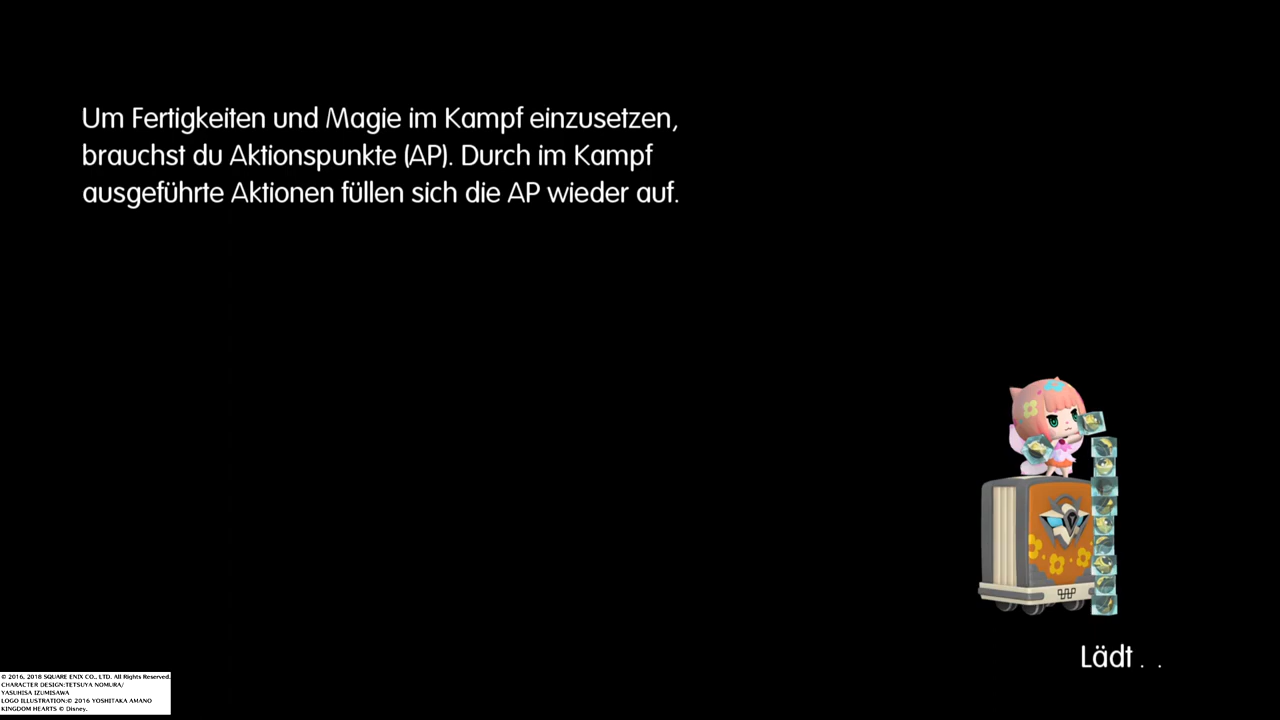 Um Fertigkeiten und Magie im Kampf einzusetzen,
brauchst du Aktionspunkte (AP). Durch im Kampf
ausgeführte Aktionen füllen sich die AP wieder auf.
Lädt . .
© 2016, 2018 SQUARE ENIX CO., LTD. All Rights Reserved.
CHARACTER DESIGN:TETSUYA NOMURA/
YASUHISA IZUMISAWA
LOGO ILLUSTRATION:© 2016 YOSHITAKA AMANO
KINGDOM HEARTS © Disney.